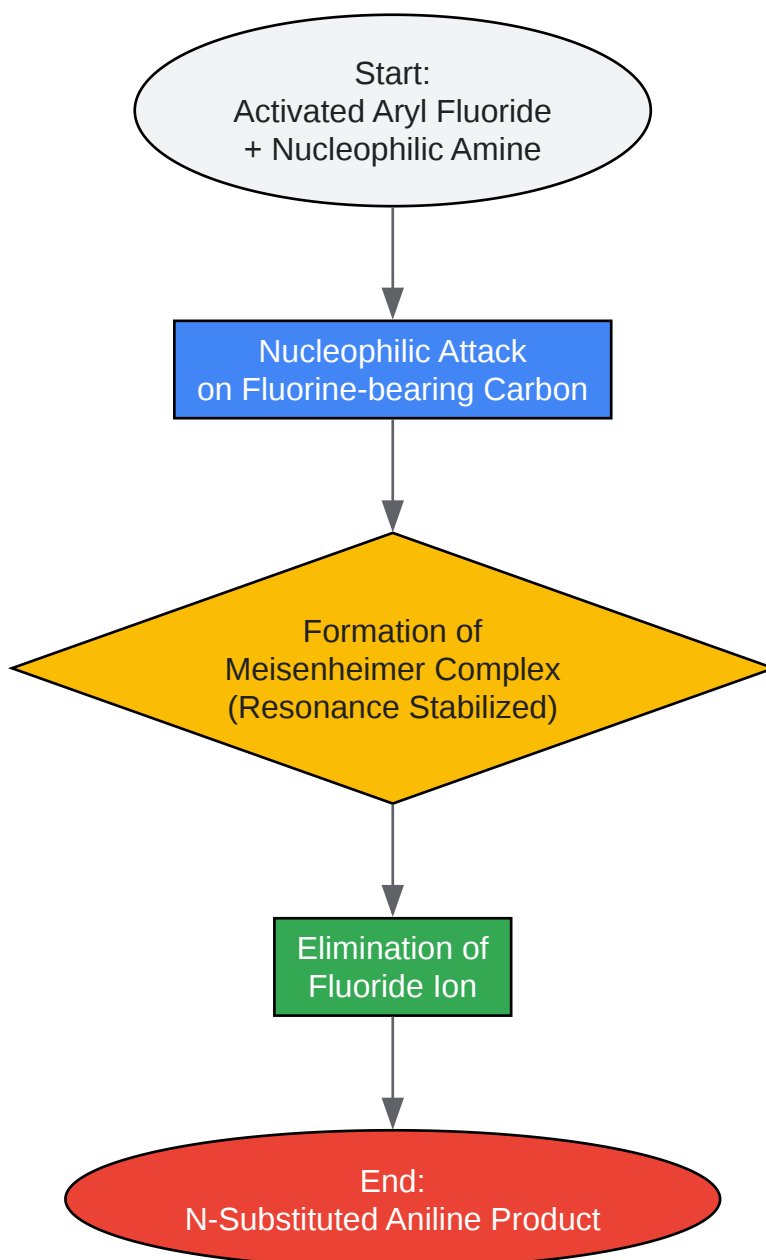 Start:
Activated Aryl Fluoride
+ Nucleophilic Amine
Nucleophilic Attack
on Fluorine-bearing Carbon
Formation of
Meisenheimer Complex
(Resonance Stabilized)
Elimination of
Fluoride Ion
End:
N-Substituted Aniline Product